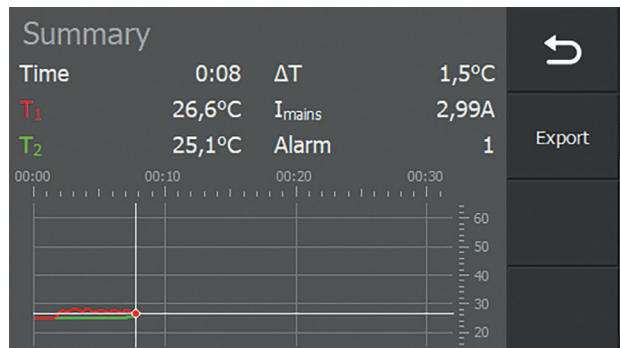 Summary
Time 0:08 ΔT 1,5°C
T₁ 26,6°C Imains 2,99A
T₂ 25,1°C Alarm 1
Export
00:00 00:10 00:20 00:30
60
50
40
30
20